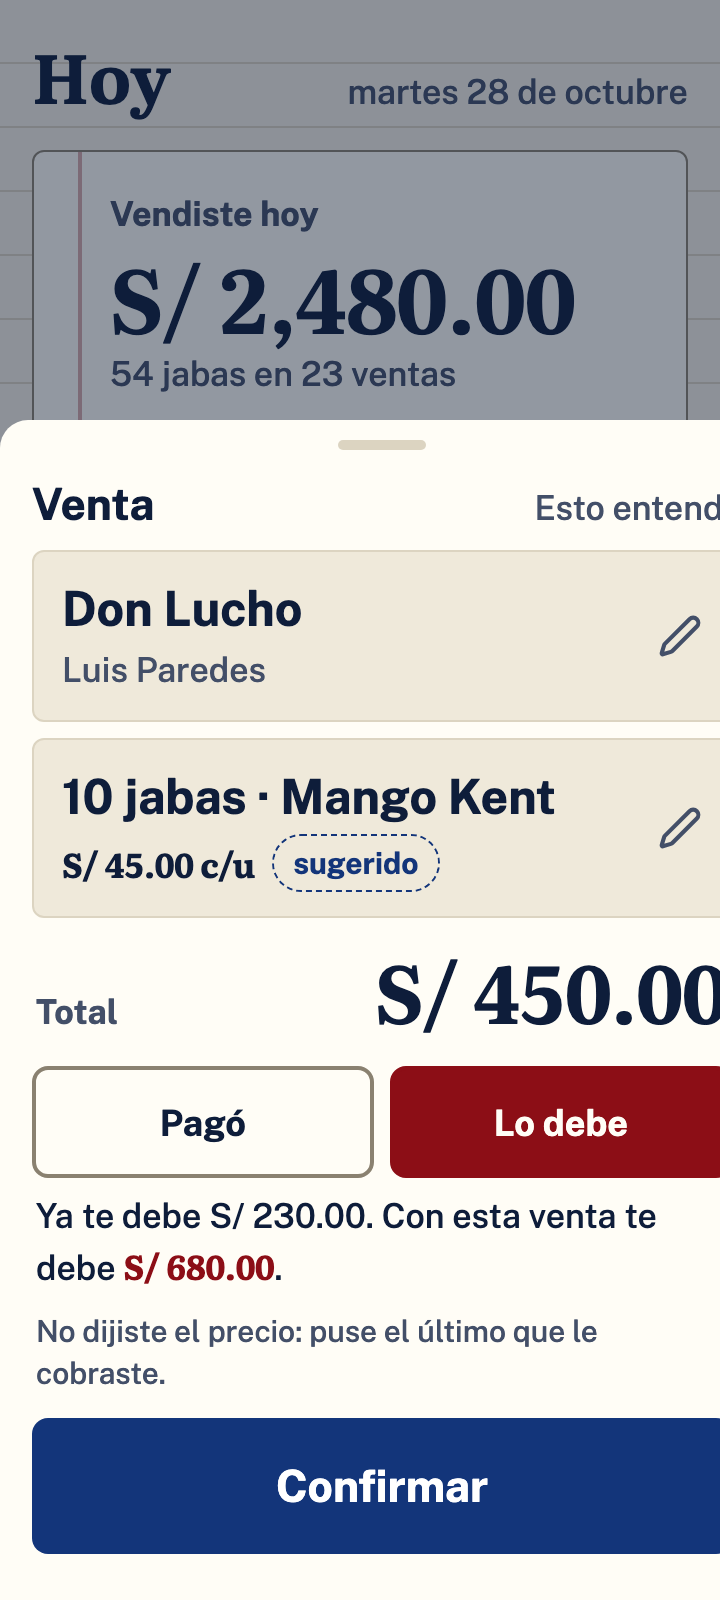 Hoy
martes 28 de octubre
Vendiste hoy
S/ 2,480.00
54 jabas en 23 ventas
Venta
Esto entend
Don Lucho
Luis Paredes
10 jabas · Mango Kent
S/ 45.00 c/u sugerido
Total
S/ 450.00
Pagó
Lo debe
Ya te debe S/ 230.00. Con esta venta te
debe S/ 680.00.
No dijiste el precio: puse el último que le
cobraste.
Confirmar